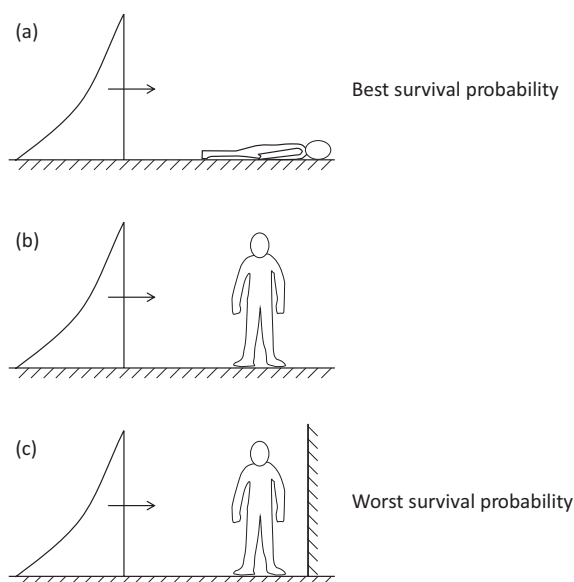 (a)
Best survival probability
(b)
(c)
Worst survival probability